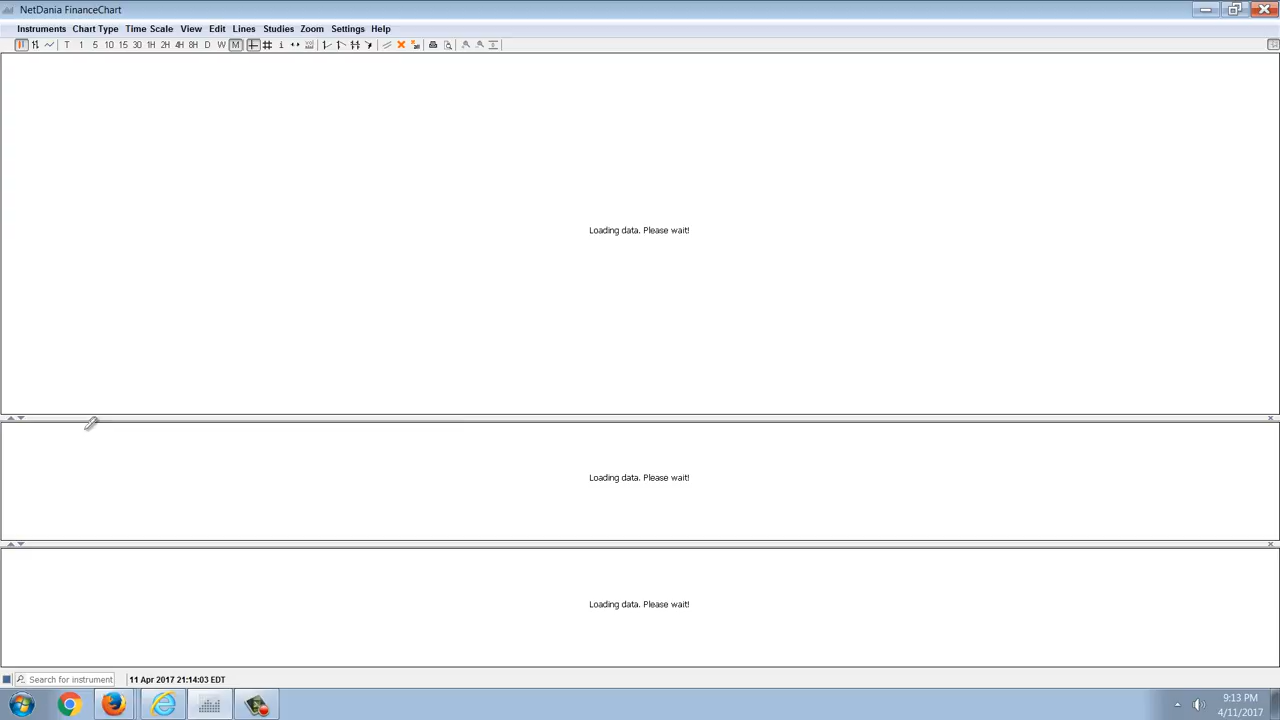 NetDania FinanceChart
Instruments Chart Type Time Scale View Edit Lines Studies Zoom Settings Help
T 1 5 10 15 30 1H 2H 4H 8H D W M i
Loading data. Please wait!
Loading data. Please wait!
Loading data. Please wait!
Search for instrument 11 Apr 2017 21:14:03 EDT
9:13 PM
4/11/2017